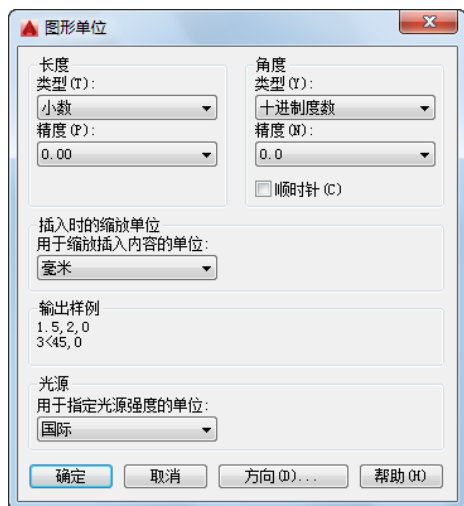 图形单位
长度
类型(T):
小数
精度(P):
0.00
角度
类型(Y):
十进制度数
精度(N):
0.0
顺时针(C)
插入时的缩放单位
用于缩放插入内容的单位:
毫米
输出样例
1.5,2,0
3<45,0
光源
用于指定光源强度的单位:
国际
确定
取消
方向(D)...
帮助(H)